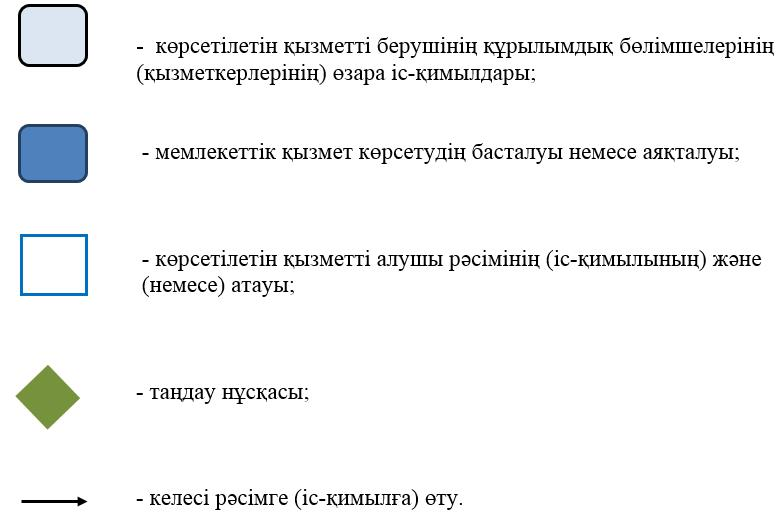 - көрсетілетін қызметті берушінің құрылымдық бөлімшелерінің
(қызметкерлерінің) өзара іс-қимылдары;
- мемлекеттік қызмет көрсетудің басталуы немесе аяқталуы;
- көрсетілетін қызметті алушы рәсімінің (іс-қимылының) және
(немесе) атауы;
- таңдау нұсқасы;
- келесі рәсімге (іс-қимылға) өту.